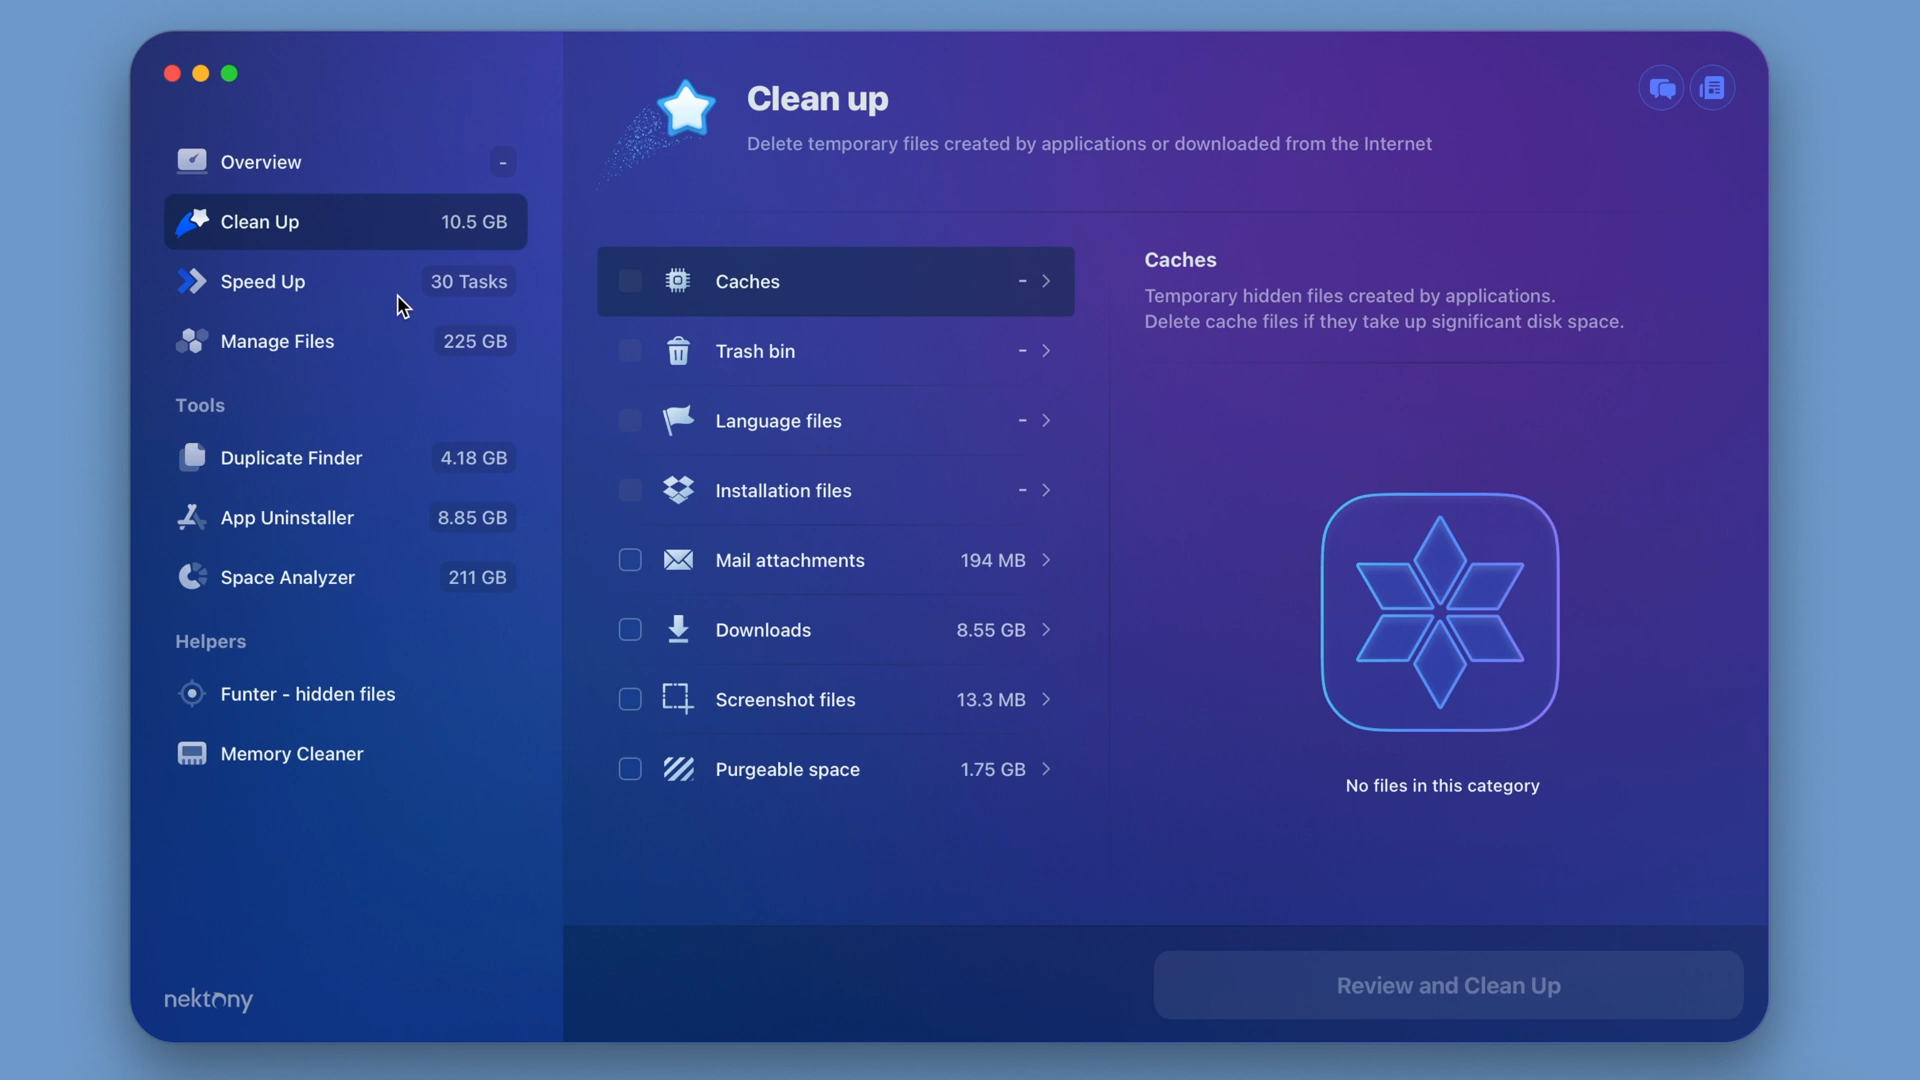 Overview
-
Clean Up
10.5 GB
Speed Up
30 Tasks
Manage Files
225 GB
Tools
Duplicate Finder
4.18 GB
App Uninstaller
8.85 GB
Space Analyzer
211 GB
Helpers
Funter - hidden files
Memory Cleaner
nektony
Clean up
Delete temporary files created by applications or downloaded from the Internet
Caches
-
Trash bin
-
Language files
-
Installation files
-
Mail attachments
194 MB
Downloads
8.55 GB
Screenshot files
13.3 MB
Purgeable space
1.75 GB
Caches
Temporary hidden files created by applications.
Delete cache files if they take up significant disk space.
No files in this category
Review and Clean Up